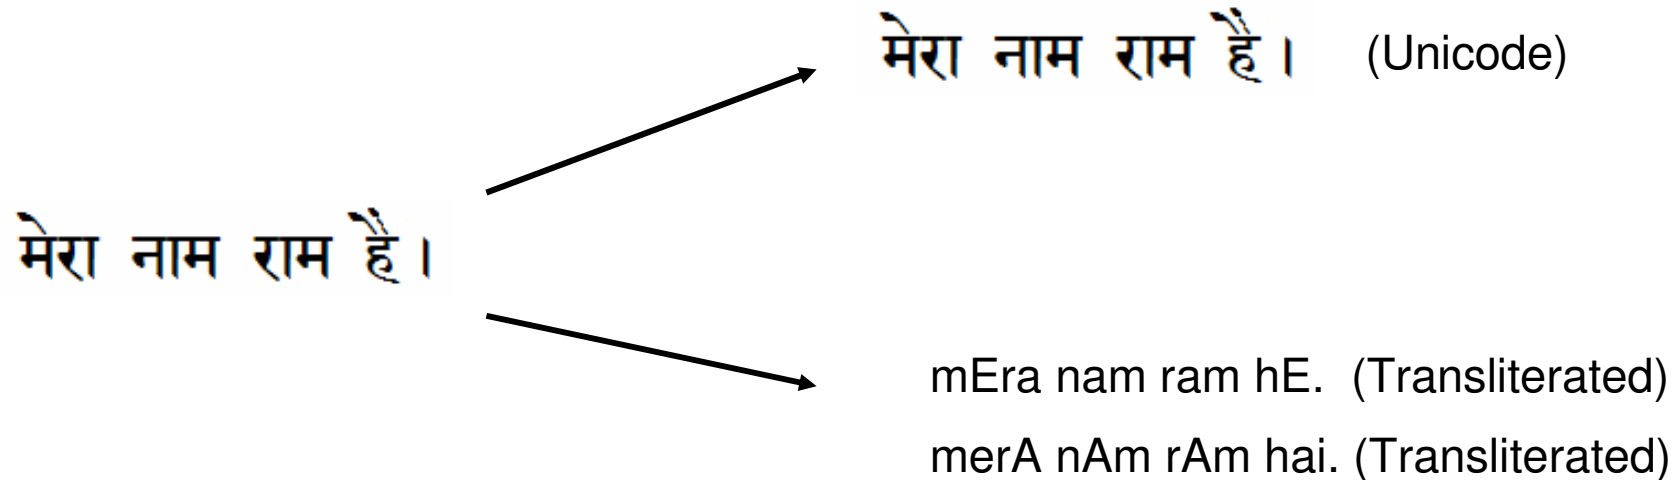 मेरा नाम राम है। (Unicode)
मेरा नाम राम है।
mEra nam ram hE. (Transliterated)
merA nAm rAm hai. (Transliterated)